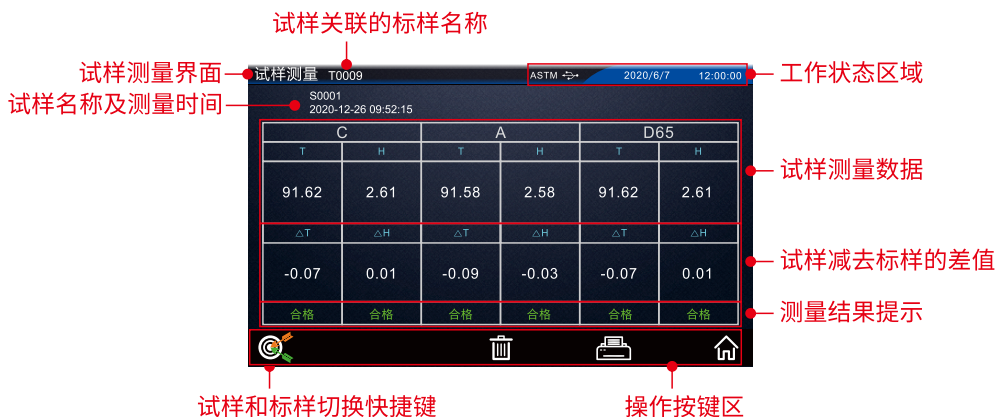 试样关联的标样名称
试样测量界面
试样测量 T0009
ASTM
2020/6/7
12:00:00
工作状态区域
试样名称及测量时间
S0001
2020-12-26 09:52:15
C A D65
T H T H T H
91.62 2.61 91.58 2.58 91.62 2.61
试样测量数据
△T △H △T △H △T △H
-0.07 0.01 -0.09 -0.03 -0.07 0.01
试样减去标样的差值
合格 合格 合格 合格 合格 合格
测量结果提示
试样和标样切换快捷键
操作按键区